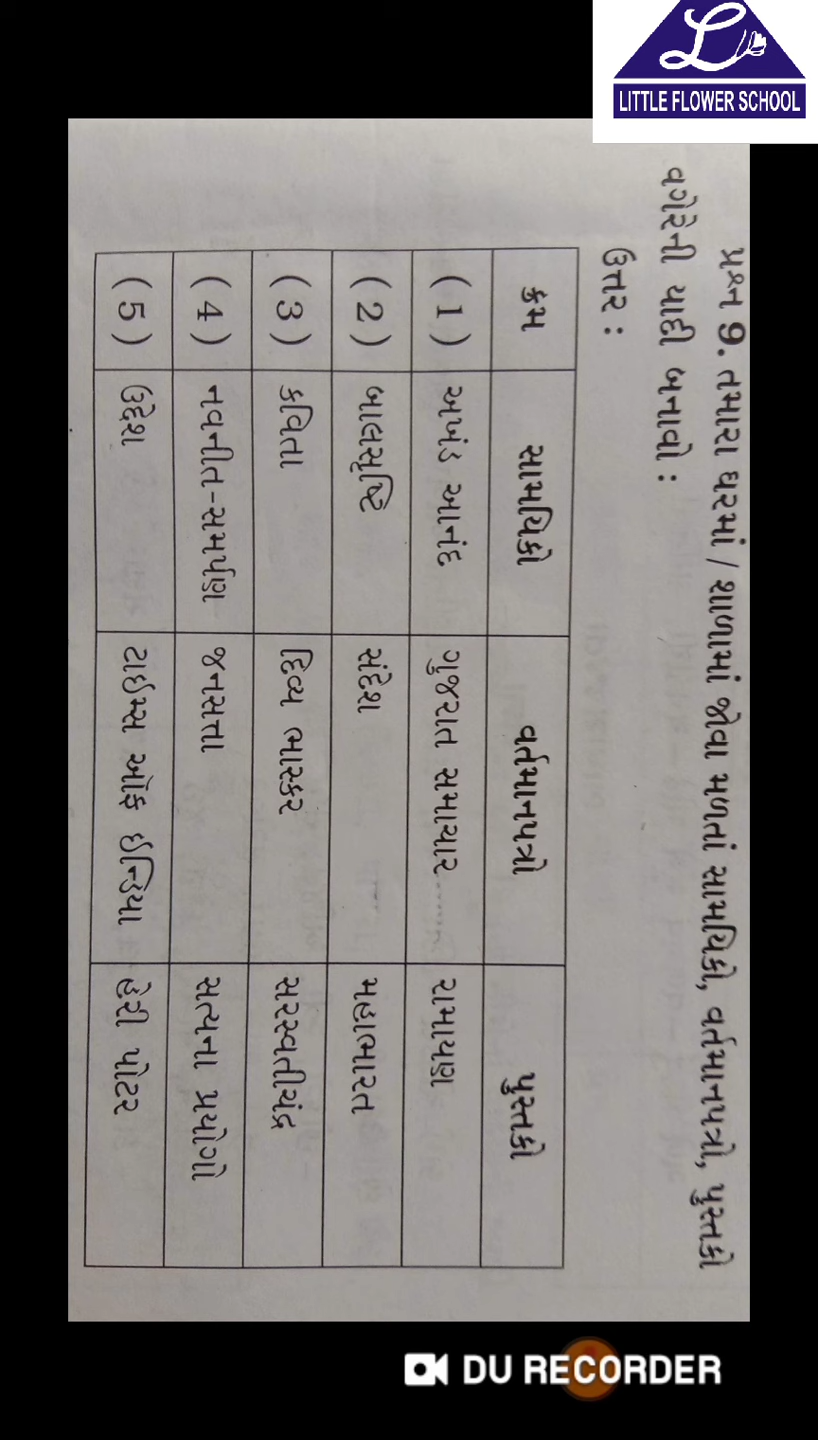 LITTLE FLOWER SCHOOL
પ્રશ્ન 9. તમારા ઘરમાં / શાળામાં જોવા મળતાં સામયિકો, વર્તમાનપત્રો, પુસ્તકો
વગેરેની યાદી બનાવો :
ઉત્તર :
ક્રમ સામયિકો વર્તમાનપત્રો પુસ્તકો
( 1 ) અખંડ આનંદ ગુજરાત સમાચાર રામાયણ
( 2 ) બાલસૃષ્ટિ સંદેશ મહાભારત
( 3 ) કવિતા દિવ્ય ભાસ્કર સરસ્વતીચંદ્ર
( 4 ) નવનીત-સમર્પણ જનસત્તા સત્યના પ્રયોગો
( 5 ) ઉદ્દેશ ટાઈમ્સ ઑફ ઇન્ડિયા હેરી પોટર
DU RECORDER